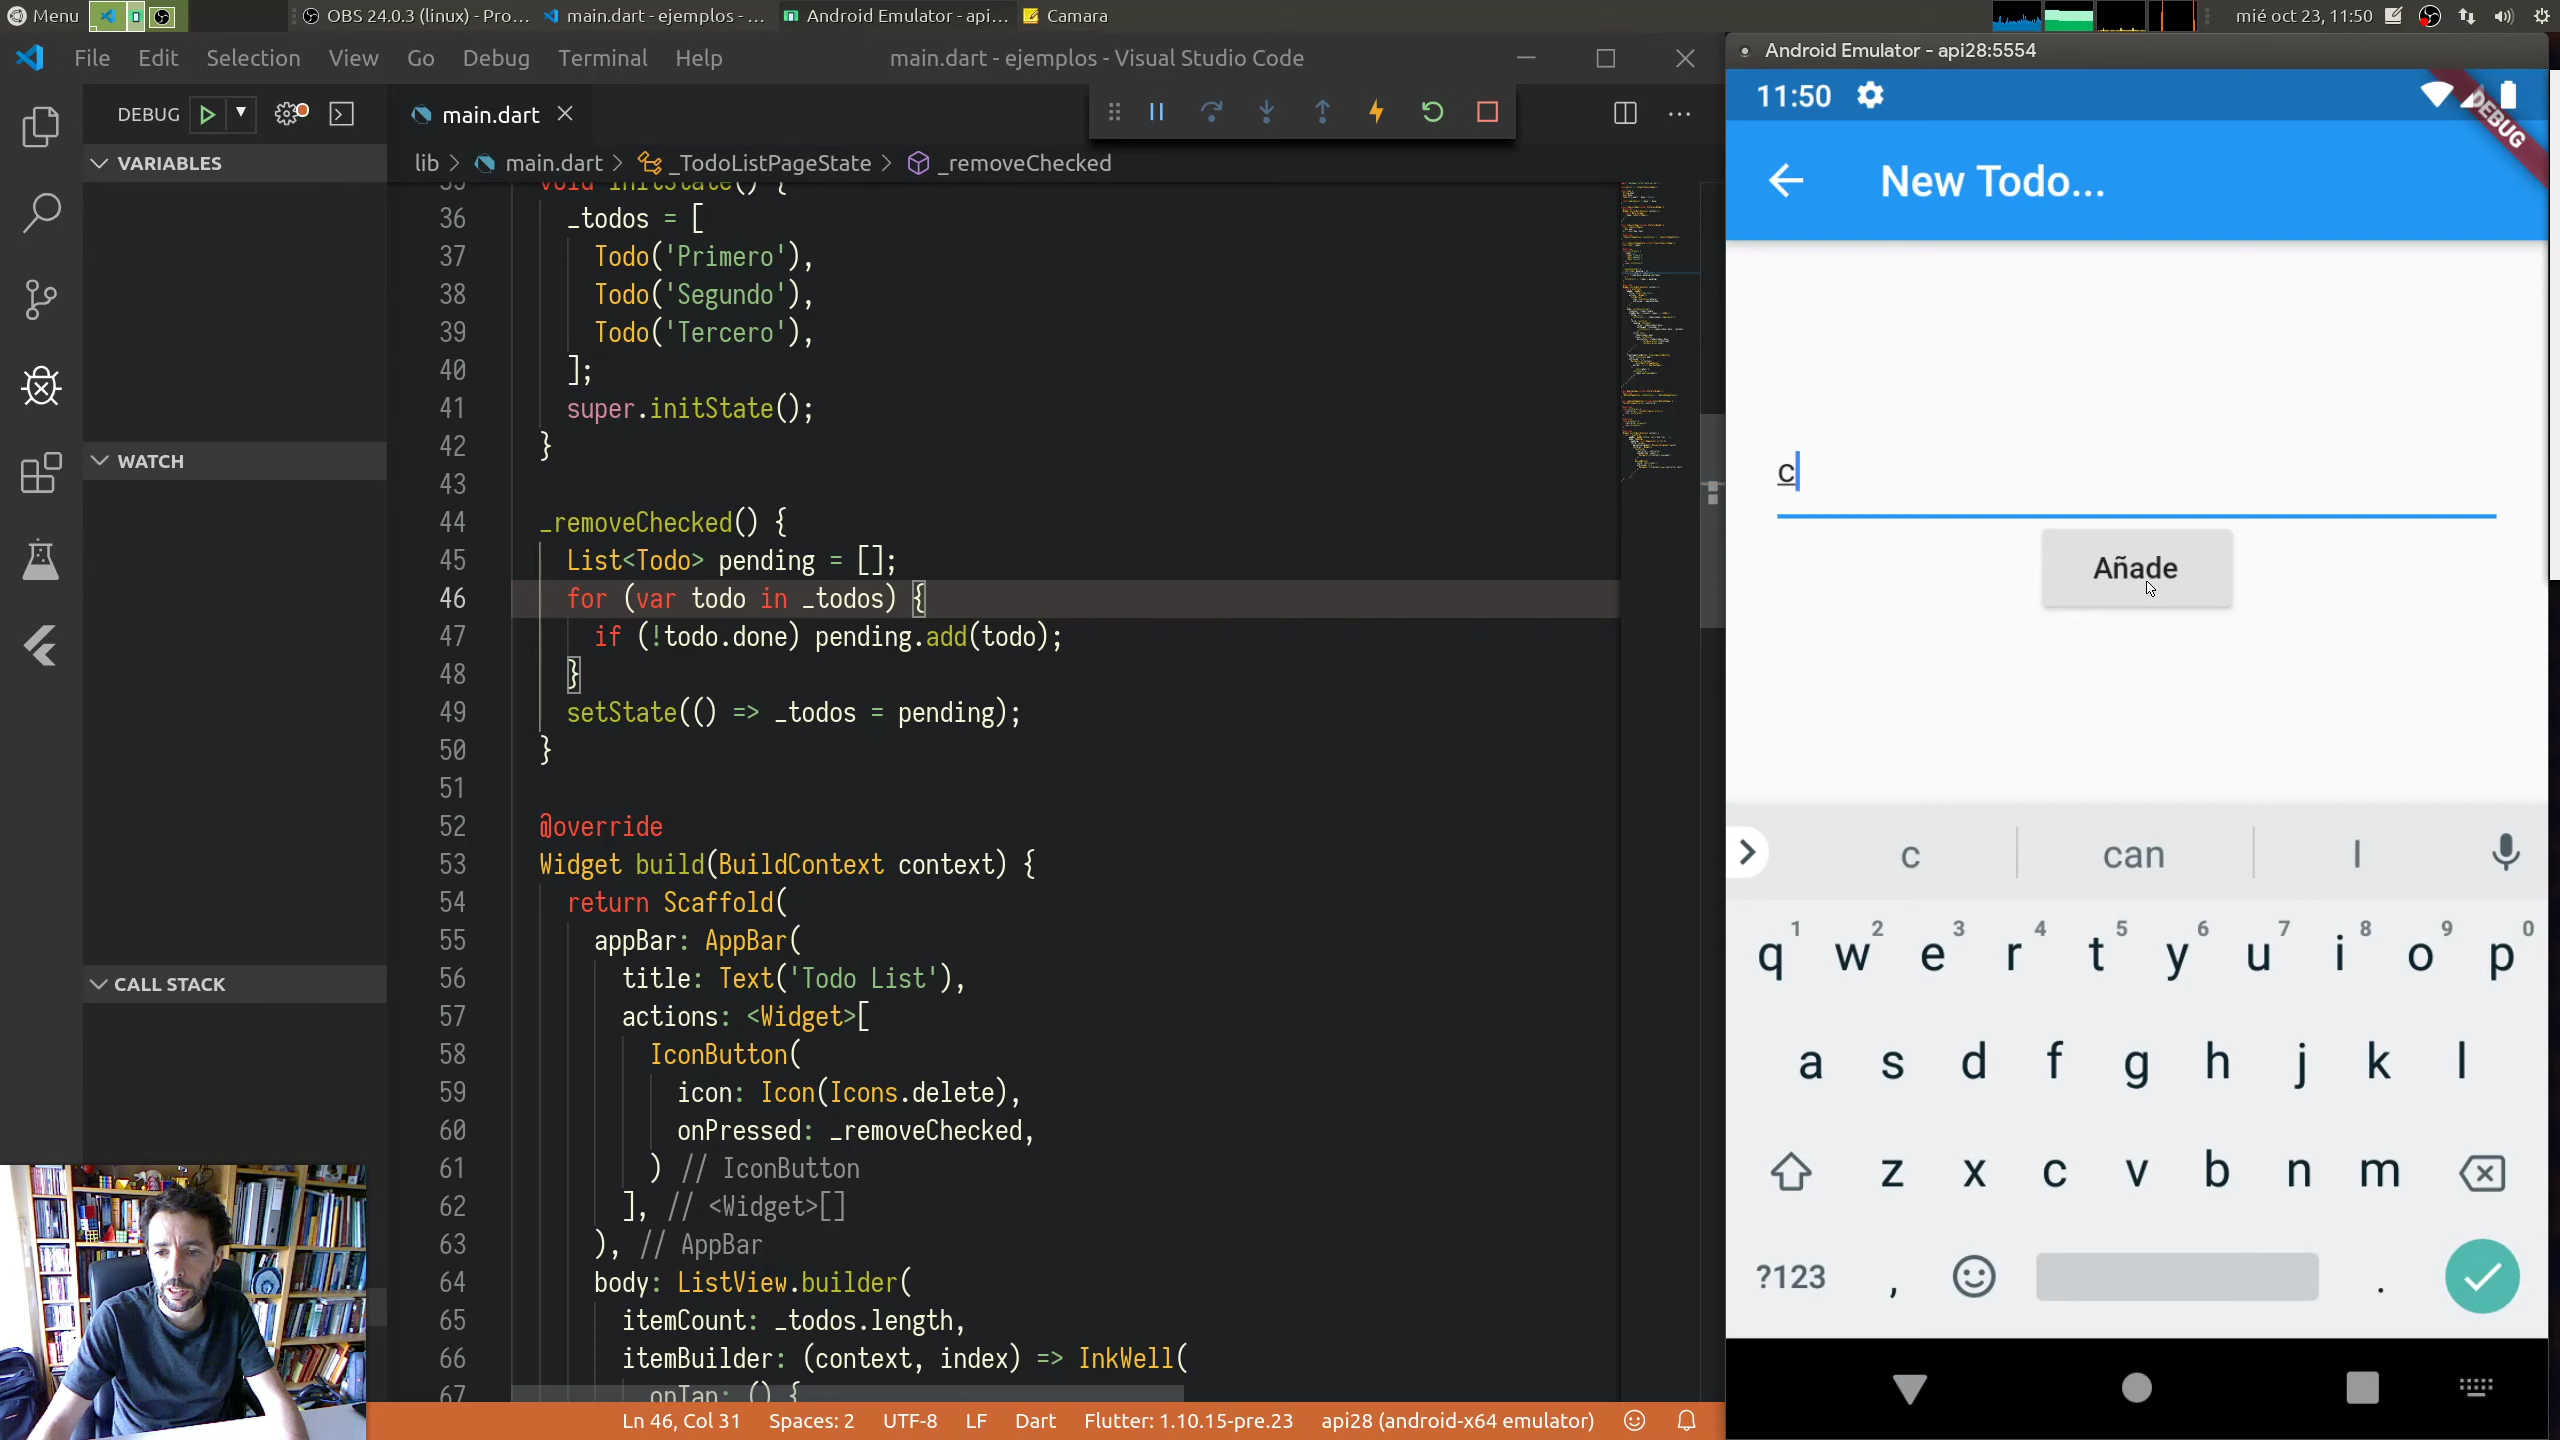 Menu
OBS 24.0.3 (linux) - Pro...
main.dart - ejemplos - ...
Android Emulator - api...
Camara
mié oct 23, 11:50
File Edit Selection View Go Debug Terminal Help
main.dart - ejemplos - Visual Studio Code
DEBUG
main.dart
VARIABLES
WATCH
CALL STACK
lib > main.dart > _TodoListPageState > _removeChecked
35 void initState() {
36 _todos = [
37 Todo('Primero'),
38 Todo('Segundo'),
39 Todo('Tercero'),
40 ];
41 super.initState();
42 }
43
44 _removeChecked() {
45 List<Todo> pending = [];
46 for (var todo in _todos) {
47 if (!todo.done) pending.add(todo);
48 }
49 setState(() => _todos = pending);
50 }
51
52 @override
53 Widget build(BuildContext context) {
54 return Scaffold(
55 appBar: AppBar(
56 title: Text('Todo List'),
57 actions: <Widget>[
58 IconButton(
59 icon: Icon(Icons.delete),
60 onPressed: _removeChecked,
61 ) // IconButton
62 ], // <Widget>[]
63 ), // AppBar
64 body: ListView.builder(
65 itemCount: _todos.length,
66 itemBuilder: (context, index) => InkWell(
67 onTap: () {
Ln 46, Col 31 Spaces: 2 UTF-8 LF Dart Flutter: 1.10.15-pre.23 api28 (android-x64 emulator)
Android Emulator - api28:5554
11:50
DEBUG
New Todo...
c
Añade
c can I
1 2 3 4 5 6 7 8 9 0
q w e r t y u i o p
a s d f g h j k l
z x c v b n m
?123 , .